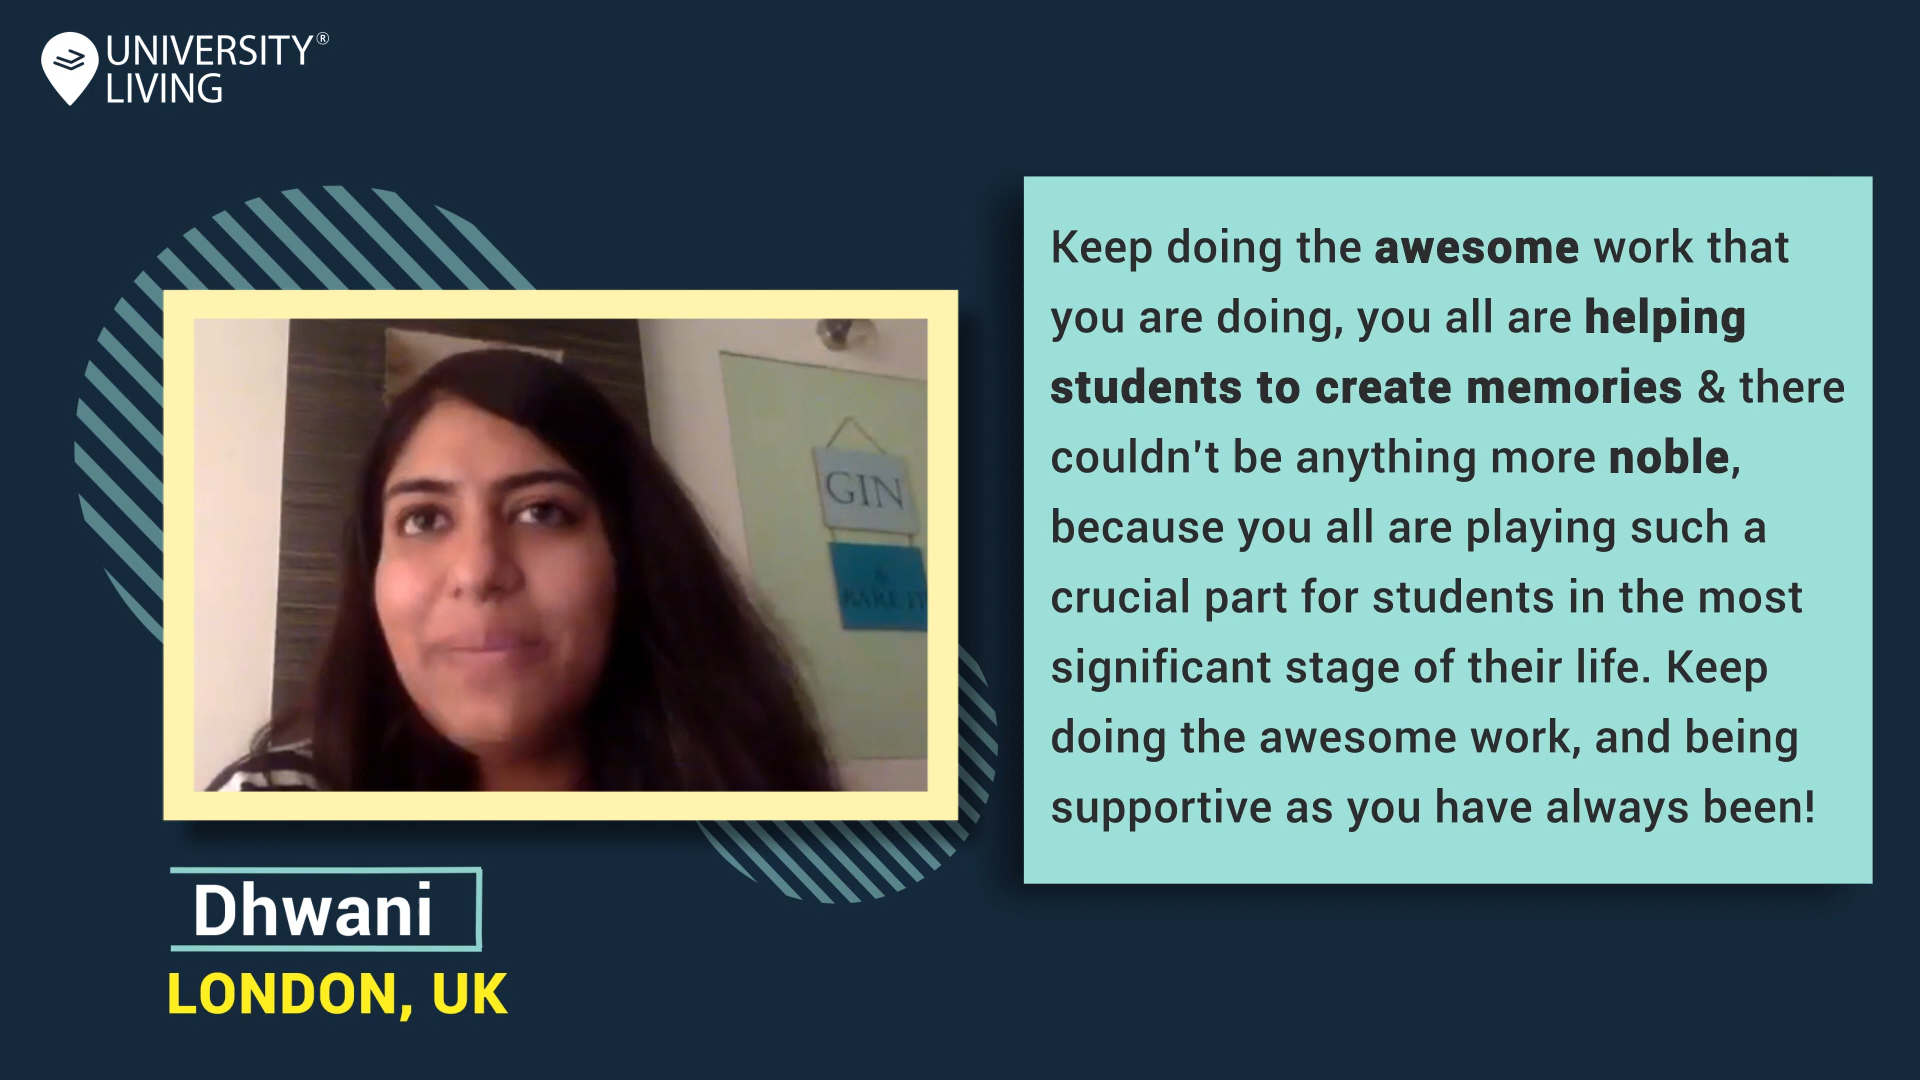 UNIVERSITY®
LIVING
Keep doing the awesome work that
you are doing, you all are helping
students to create memories & there
couldn't be anything more noble,
because you all are playing such a
crucial part for students in the most
significant stage of their life. Keep
doing the awesome work, and being
supportive as you have always been!
GIN
Dhwani
LONDON, UK